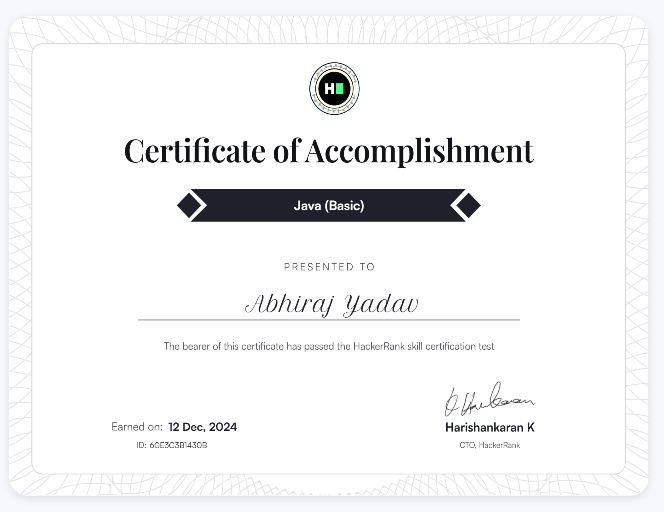 H
Certificate of Accomplishment
Java (Basic)
PRESENTED TO
Abhiraj Yadav
The bearer of this certificate has passed the HackerRank skill certification test
Earned on: 12 Dec, 2024
ID: 60E3C3B1430B
Harishankaran K
CTO, HackerRank